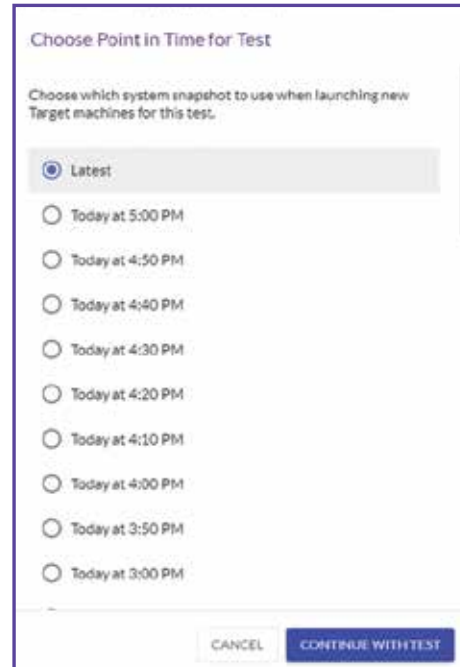 Choose Point in Time for Test
Choose which system snapshot to use when launching new
Target machines for this test.
Latest
Today at 5:00 PM
Today at 4:50 PM
Today at 4:40 PM
Today at 4:30 PM
Today at 4:20 PM
Today at 4:10 PM
Today at 4:00 PM
Today at 3:50 PM
Today at 3:00 PM
CANCEL
CONTINUE WITH TEST